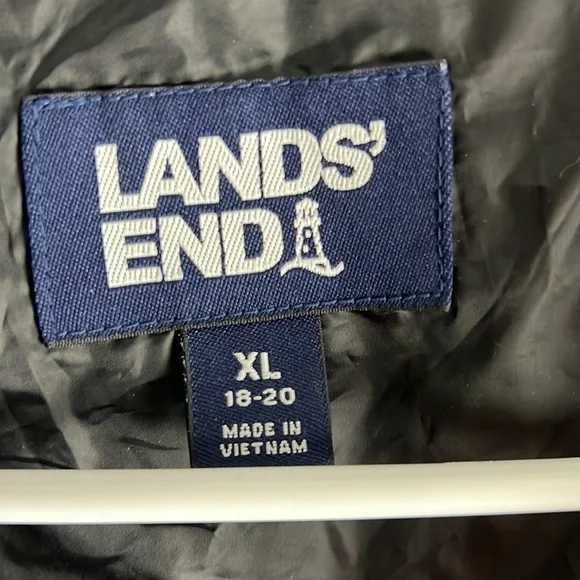 LANDS'
END
XL
18-20
MADE IN
VIETNAM